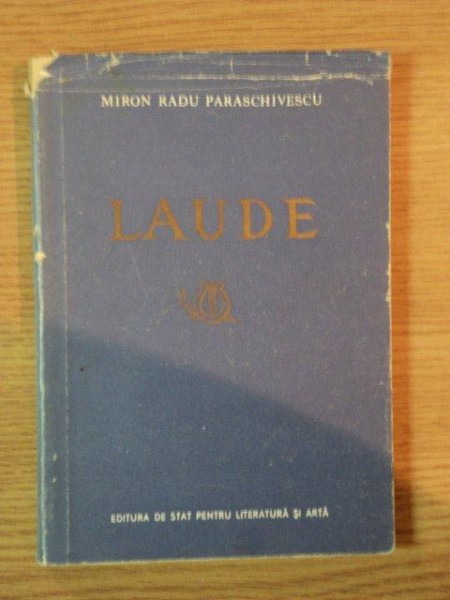 MIRON RADU PARASCHIVESCU
LAUDE
EDITURA DE STAT PENTRU LITERATURĂ ȘI ARTĂ